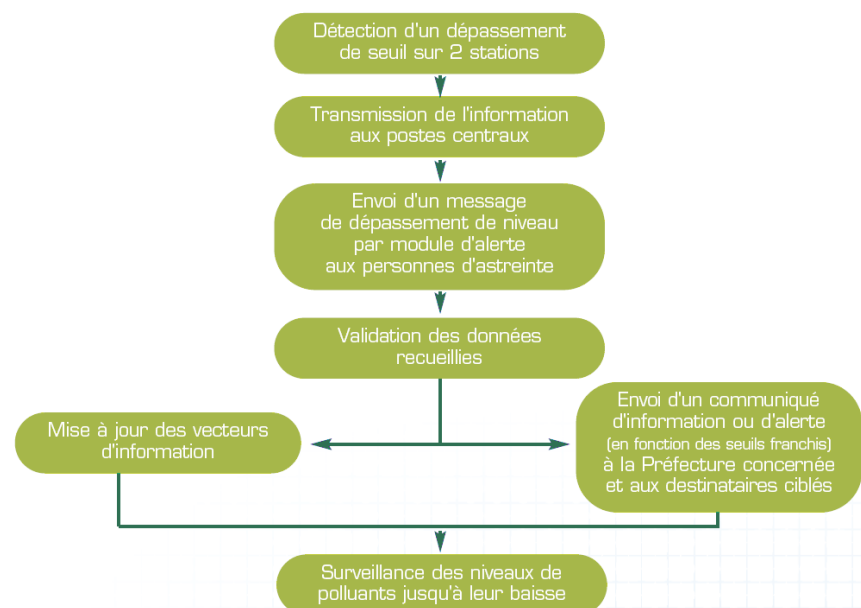 Détection d'un dépassement
de seuil sur 2 stations
Transmission de l'information
aux postes centraux
Envoi d'un message
de dépassement de niveau
par module d'alerte
aux personnes d'astreinte
Validation des données
recueillies
Mise à jour des vecteurs
d'information
Envoi d'un communiqué
d'information ou d'alerte
(en fonction des seuils franchis)
à la Préfecture concernée
et aux destinataires ciblés
Surveillance des niveaux de
polluants jusqu'à leur baisse